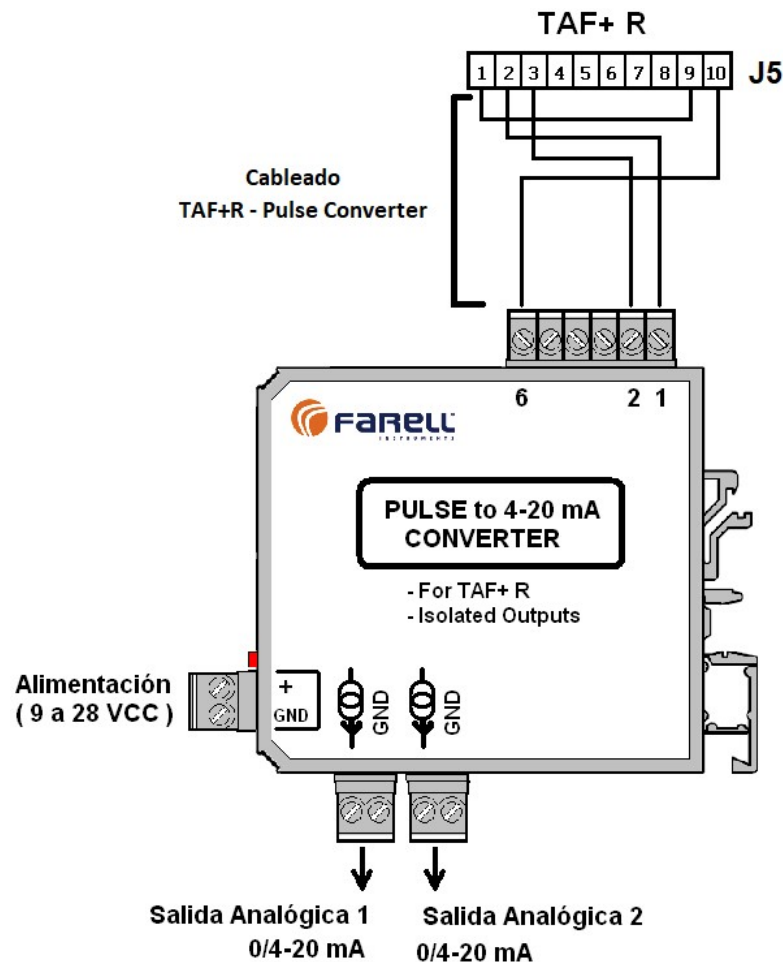 TAF+ R
1 2 3 4 5 6 7 8 9 10 J5
Cableado
TAF+R - Pulse Converter
6 2 1
FARELL
INSTRUMENTS
PULSE to 4-20 mA
CONVERTER
- For TAF+ R
- Isolated Outputs
Alimentación
( 9 a 28 VCC )
+
GND
GND
GND
Salida Analógica 1
0/4-20 mA
Salida Analógica 2
0/4-20 mA